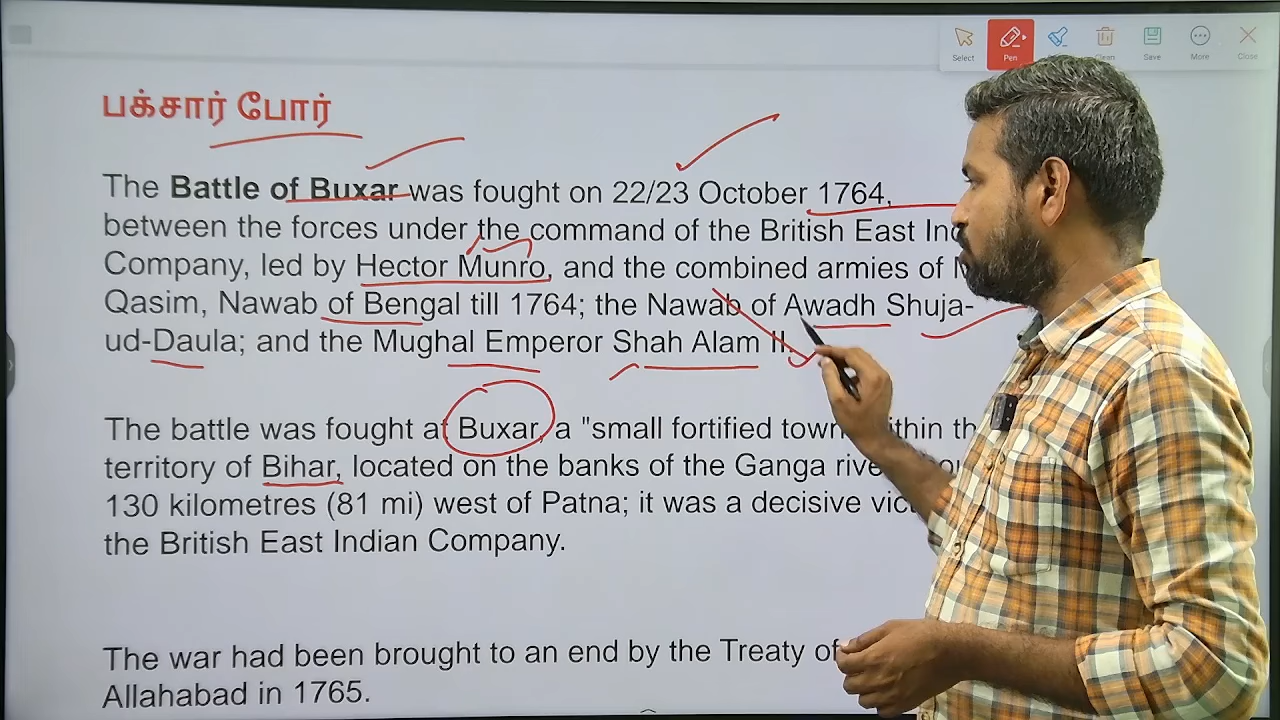 Select Pen Clean Save More Close
பக்சார் போர்
The Battle of Buxar was fought on 22/23 October 1764,
between the forces under the command of the British East
Company, led by Hector Munro, and the combined armies of
Qasim, Nawab of Bengal till 1764; the Nawab of Awadh Shuja-
ud-Daula; and the Mughal Emperor Shah Alam II.
The battle was fought at Buxar, a "small fortified town within
territory of Bihar, located on the banks of the Ganga river
130 kilometres (81 mi) west of Patna; it was a decisive
the British East Indian Company.
The war had been brought to an end by the Treaty of
Allahabad in 1765.